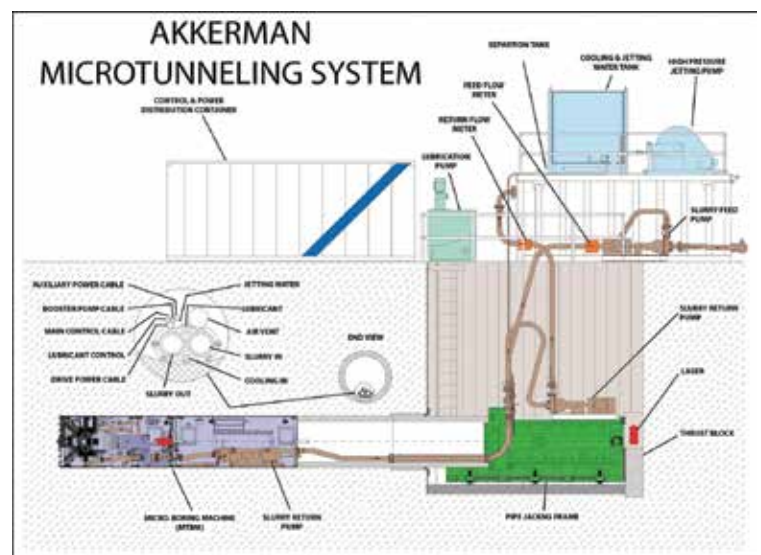 AKKERMAN
MICROTUNNELING SYSTEM
CONTROL & POWER
DISTRIBUTION CONTAINER
SEPARTION TANK
COOLING & JETTING
WATER TANK
HIGH PRESSURE
JETTING PUMP
FEED FLOW
METER
RETURN FLOW
METER
LUBRICATION
PUMP
SLURRY FEED
PUMP
AUXILIARY POWER CABLE
JETTING WATER
BOOSTER PUMP CABLE
LUBRICANT
MAIN CONTROL CABLE
AIR VENT
LUBRICANT CONTROL
SLURRY IN
DRIVE POWER CABLE
COOLING IN
SLURRY OUT
END VIEW
SLURRY RETURN
PUMP
LASER
THRUST BLOCK
MICRO BORING MACHINE
(MTBM)
SLURRY RETURN
PUMP
PIPE JACKING FRAME